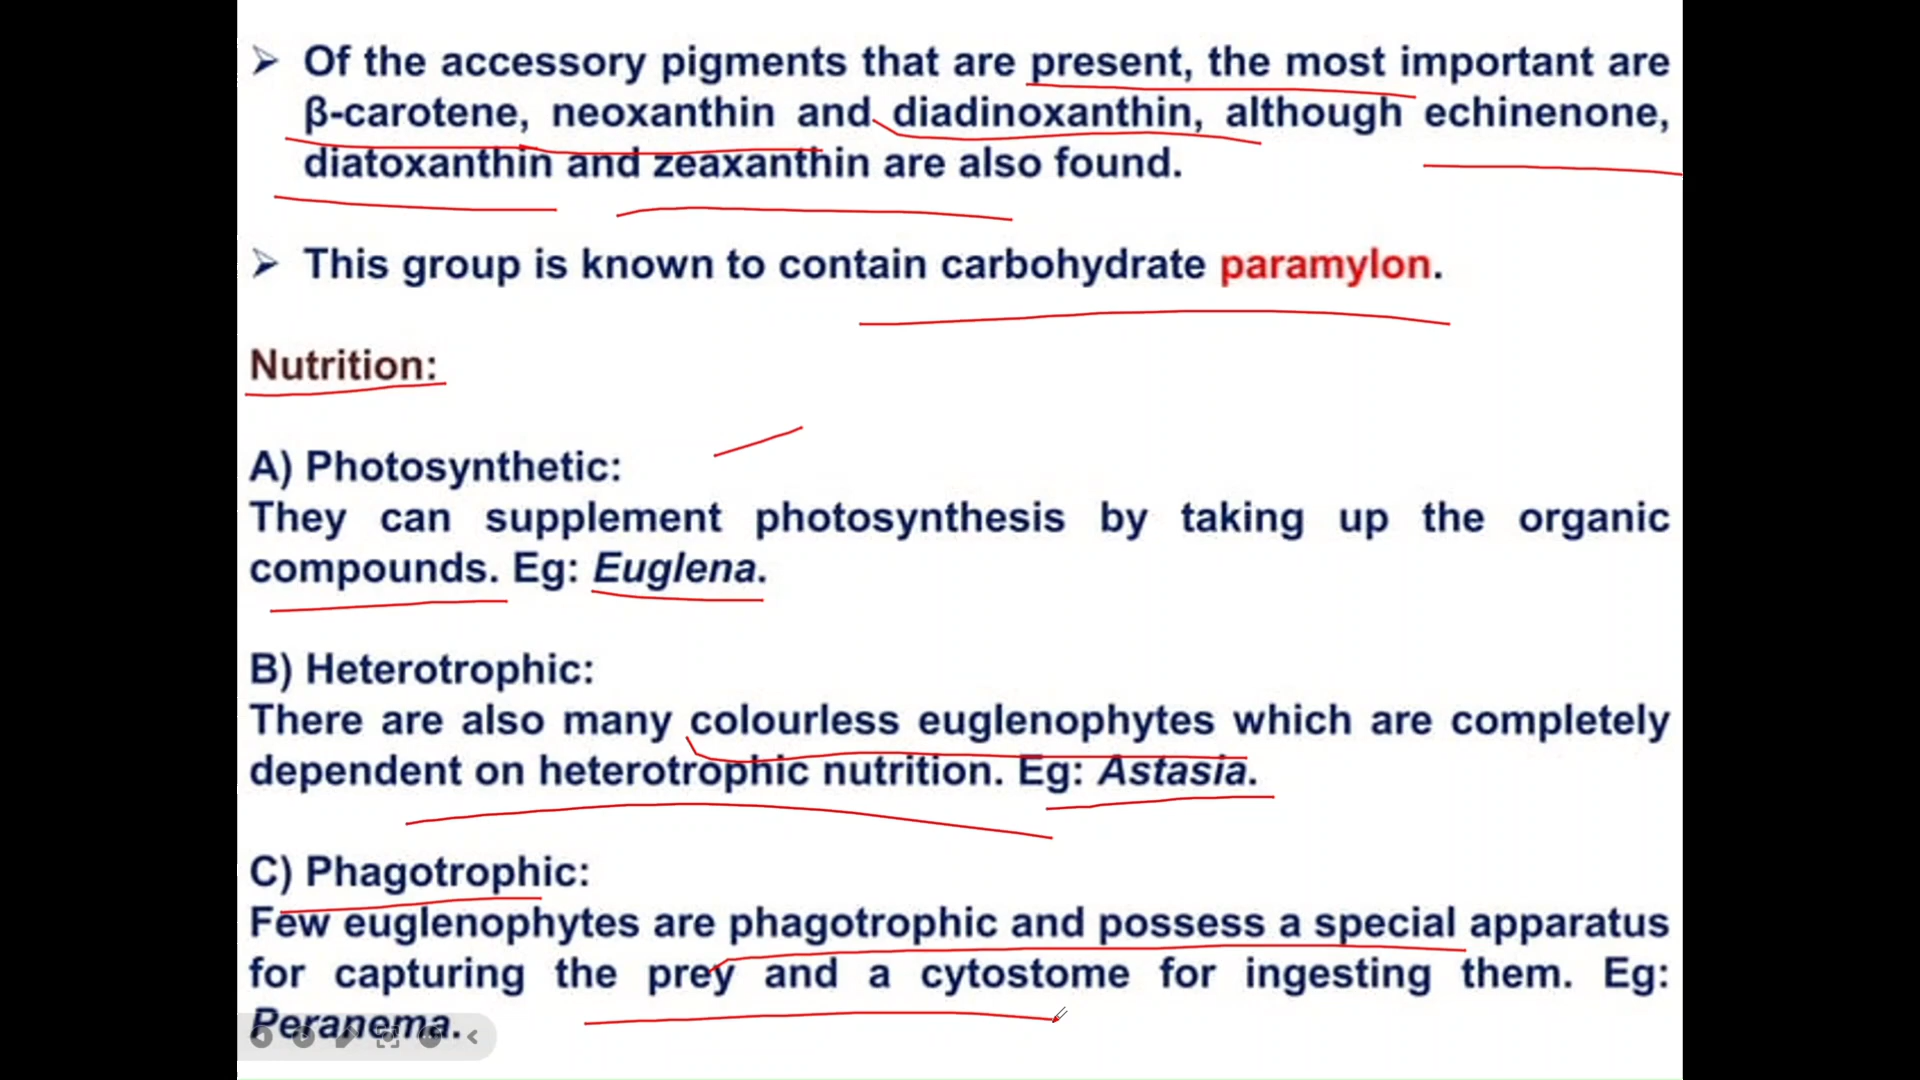 ➢ Of the accessory pigments that are present, the most important are
β-carotene, neoxanthin and diadinoxanthin, although echinenone,
diatoxanthin and zeaxanthin are also found.
➢ This group is known to contain carbohydrate paramylon.
Nutrition:
A) Photosynthetic:
They can supplement photosynthesis by taking up the organic
compounds. Eg: Euglena.
B) Heterotrophic:
There are also many colourless euglenophytes which are completely
dependent on heterotrophic nutrition. Eg: Astasia.
C) Phagotrophic:
Few euglenophytes are phagotrophic and possess a special apparatus
for capturing the prey and a cytostome for ingesting them. Eg:
Peranema.